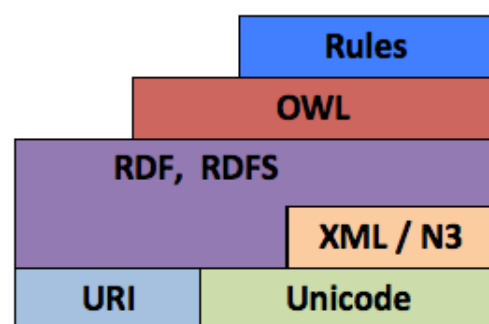 Rules
OWL
RDF, RDFS
XML / N3
URI
Unicode